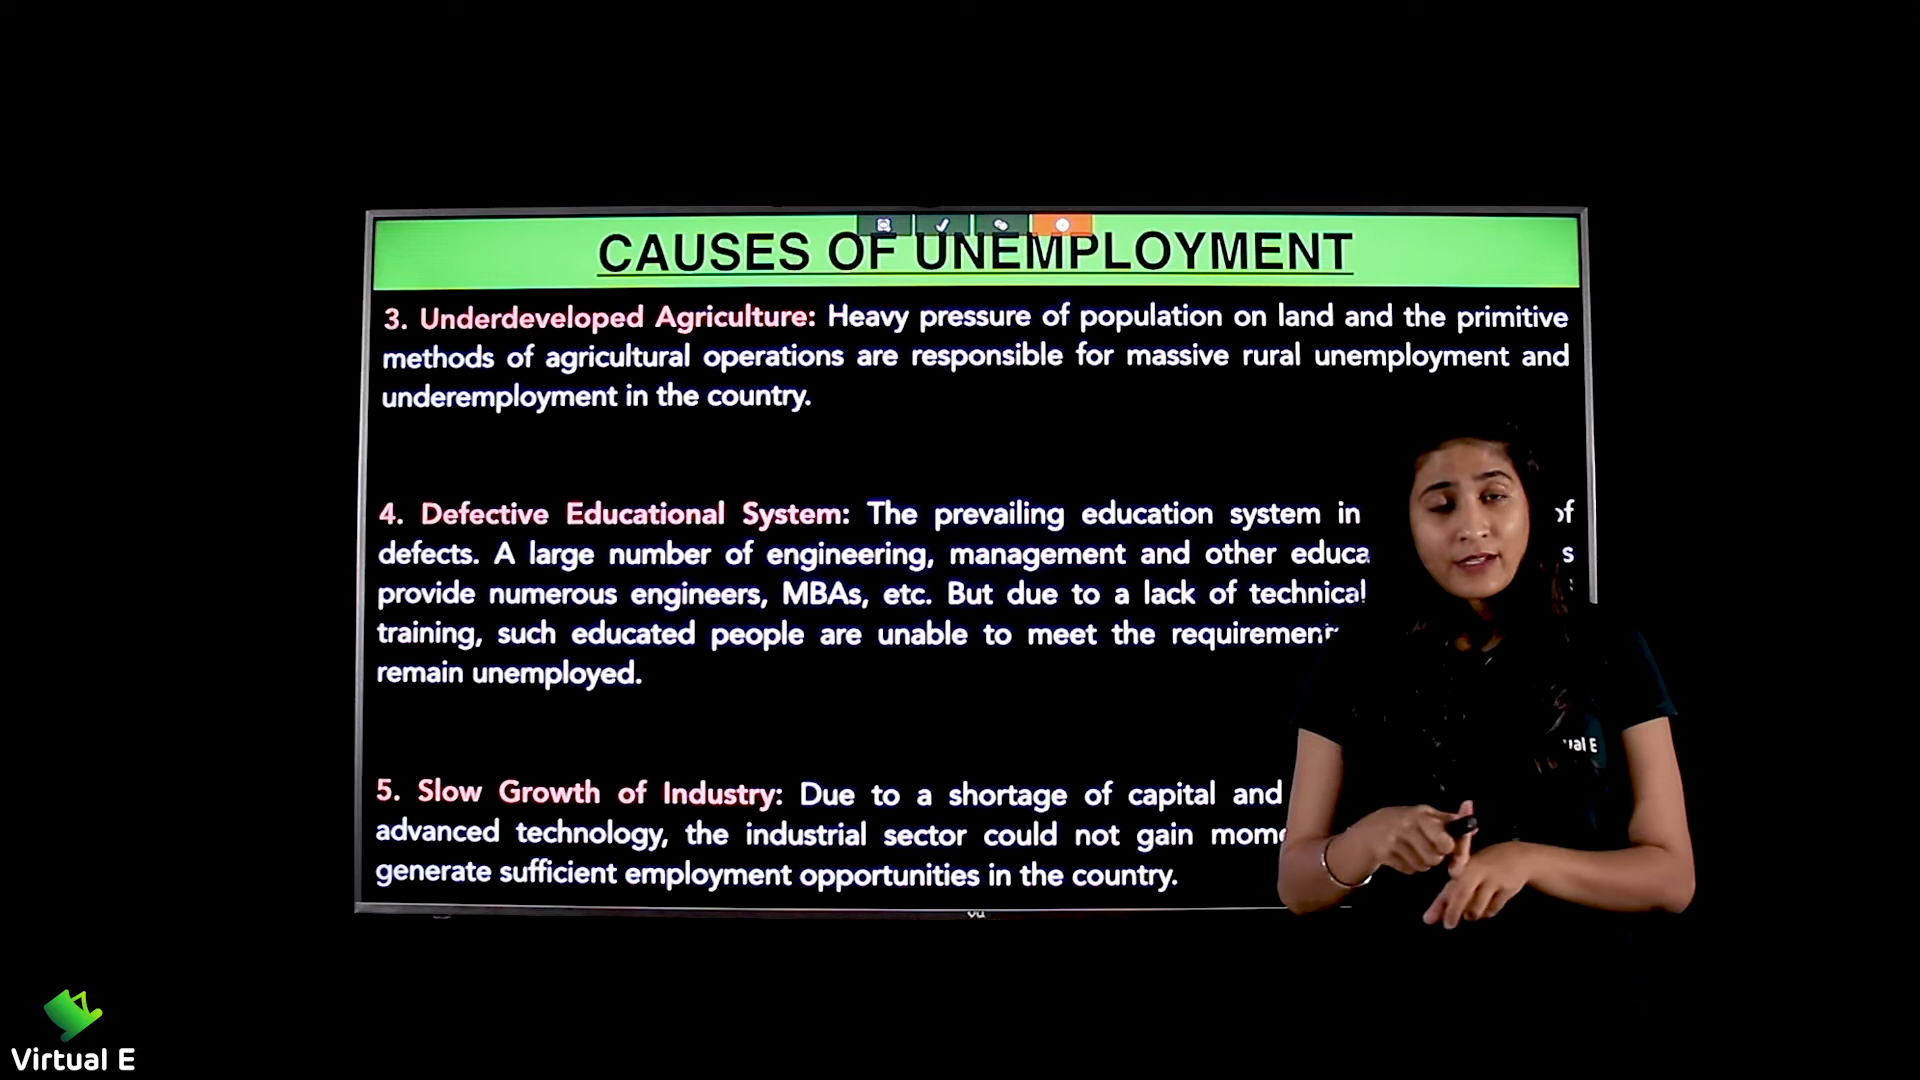 CAUSES OF UNEMPLOYMENT
3. Underdeveloped Agriculture: Heavy pressure of population on land and the primitive
methods of agricultural operations are responsible for massive rural unemployment and
underemployment in the country.
4. Defective Educational System: The prevailing education system in
defects. A large number of engineering, management and other
provide numerous engineers, MBAs, etc. But due to a lack of technical
training, such educated people are unable to meet the
remain unemployed.
5. Slow Growth of Industry: Due to a shortage of capital and
advanced technology, the industrial sector could not gain
generate sufficient employment opportunities in the country.
vu
Virtual E